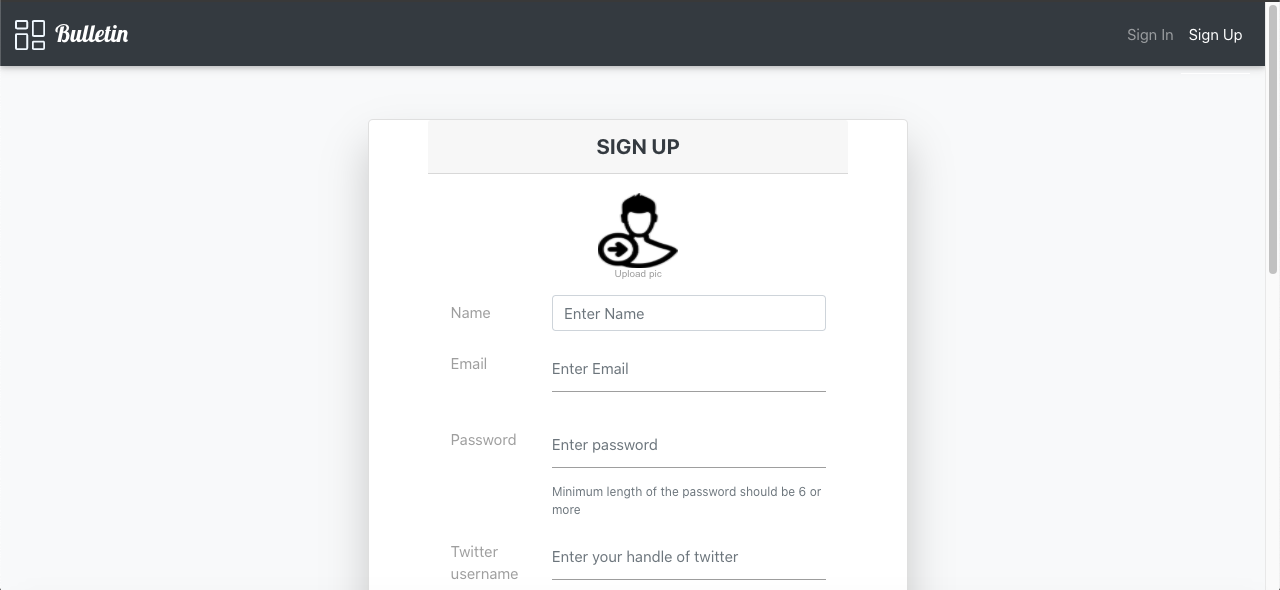 Bulletin
Sign In
Sign Up
SIGN UP
Upload pic
Name
Enter Name
Email
Enter Email
Password
Enter password
Minimum length of the password should be 6 or
more
Twitter
username
Enter your handle of twitter